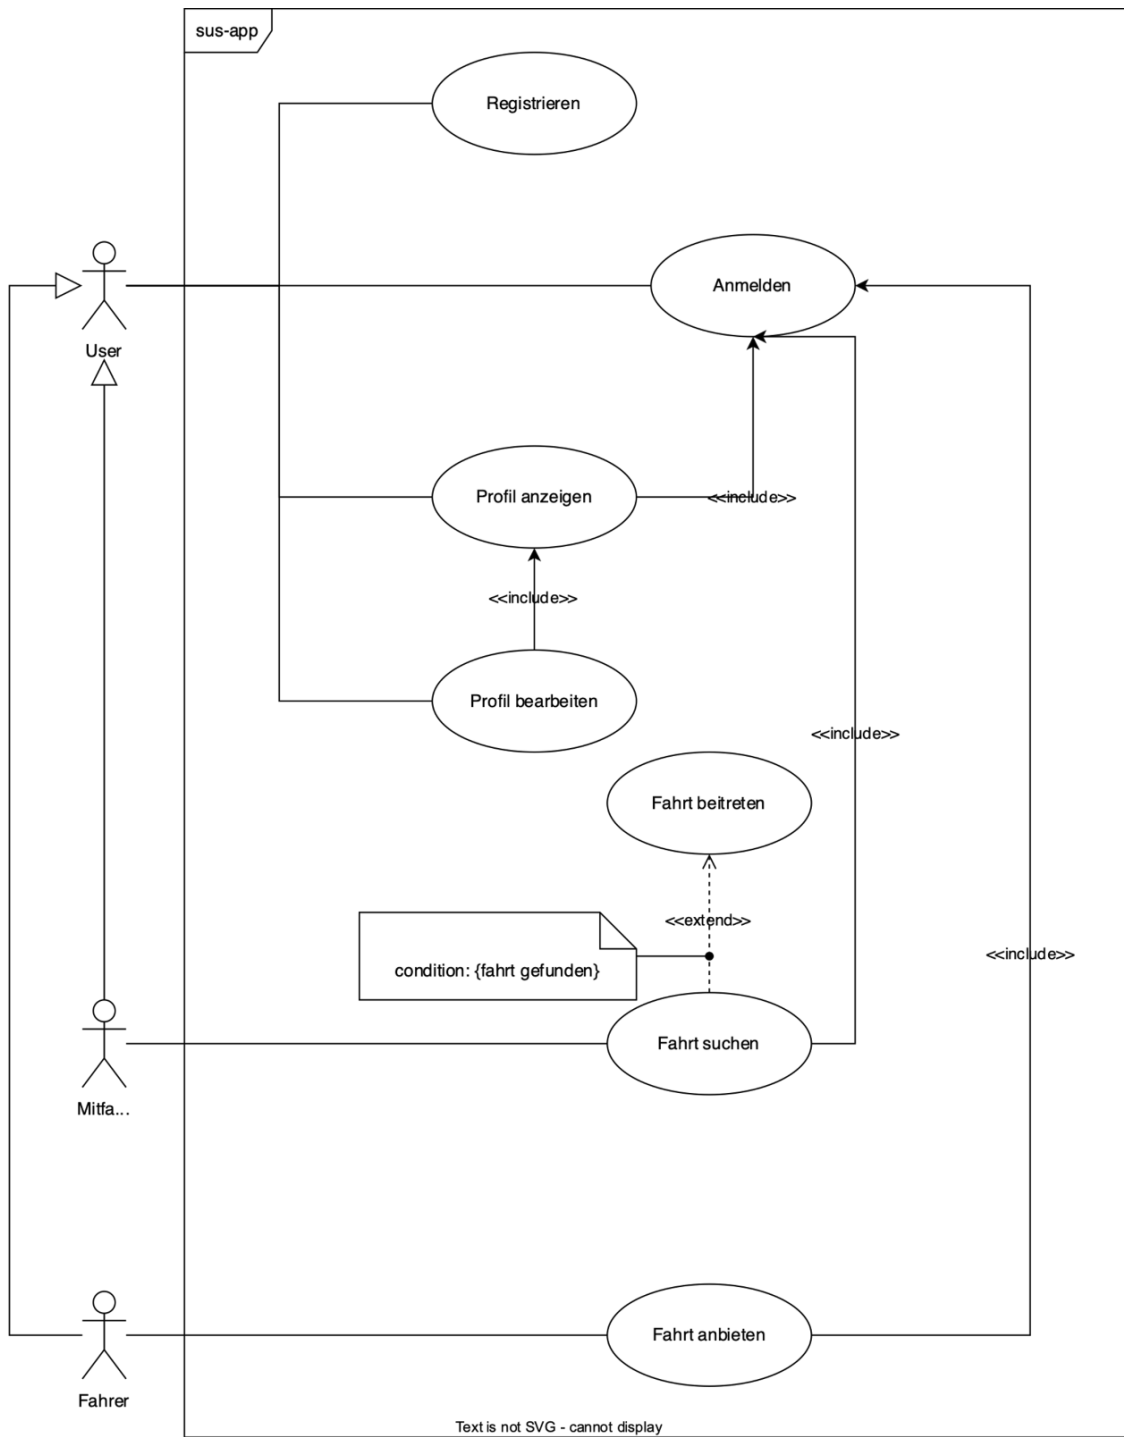 sus-app
Registrieren
Anmelden
User
Profil anzeigen
<<include>>
<<include>>
Profil bearbeiten
<<include>>
Fahrt beitreten
<<extend>>
<<include>>
condition: {fahrt gefunden}
Fahrt suchen
Mitfa...
Fahrt anbieten
Fahrer
Text is not SVG - cannot display